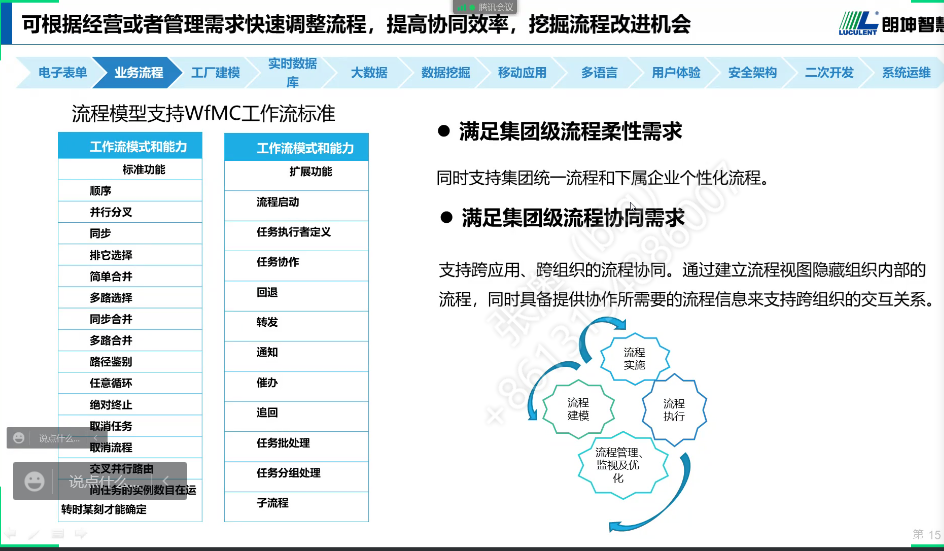 腾讯会议
可根据经营或者管理需求快速调整流程，提高协同效率，挖掘流程改进机会
LUCULENT 朗坤智慧
电子表单 业务流程 工厂建模 实时数据库 大数据 数据挖掘 移动应用 多语言 用户体验 安全架构 二次开发 系统运维
流程模型支持WfMC工作流标准
工作流模式和能力
标准功能
顺序
并行分叉
同步
排它选择
简单合并
多路选择
同步合并
多路合并
路径鉴别
任意循环
绝对终止
取消任务
取消流程
交叉并行路由
向任务的实例数目在运
转时某刻才能确定
说点什么...
说点什么...
工作流模式和能力
扩展功能
流程启动
任务执行者定义
任务协作
回退
转发
通知
催办
追回
任务批处理
任务分组处理
子流程
● 满足集团级流程柔性需求
同时支持集团统一流程和下属企业个性化流程。
● 满足集团级流程协同需求
支持跨应用、跨组织的流程协同。通过建立流程视图隐藏组织内部的
流程，同时具备提供协作所需要的流程信息来支持跨组织的交互关系。
流程
实施
流程
建模
流程
执行
流程管理、
监视及优
化
第 15